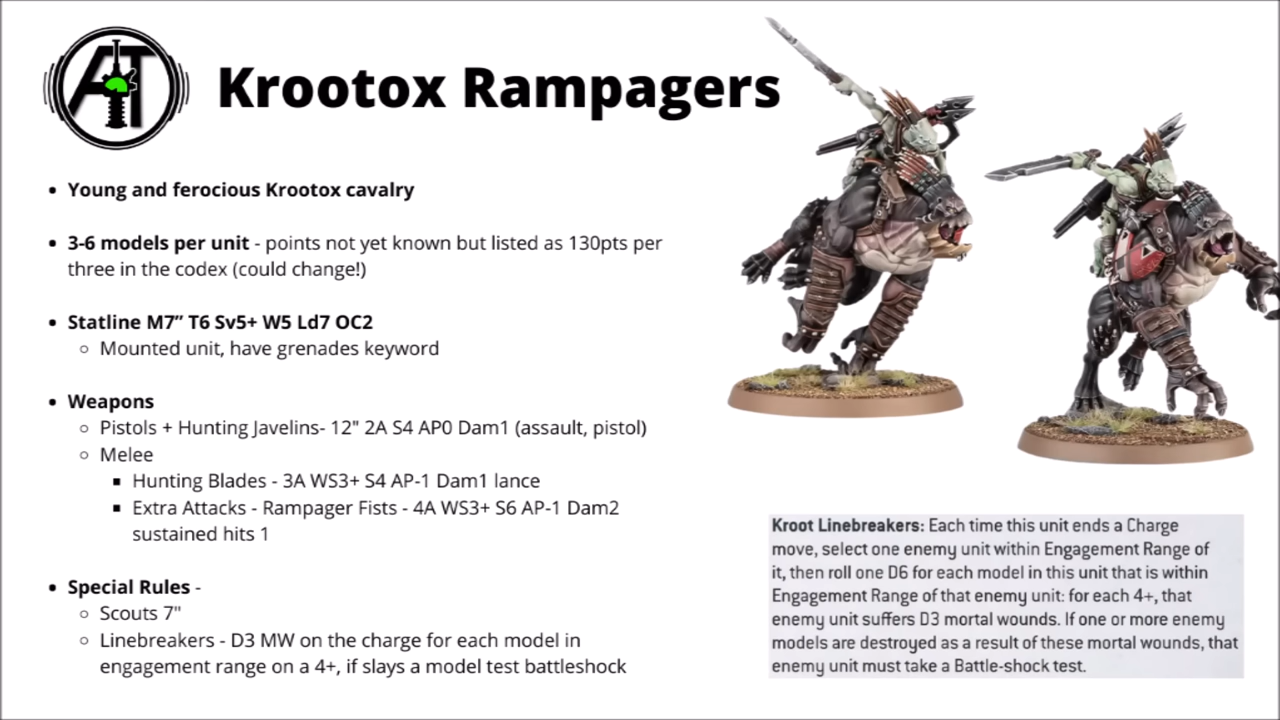 AT
Krootox Rampagers
• Young and ferocious Krootox cavalry
• 3-6 models per unit - points not yet known but listed as 130pts per
three in the codex (could change!)
• Statline M7” T6 Sv5+ W5 Ld7 OC2
○ Mounted unit, have grenades keyword
• Weapons
○ Pistols + Hunting Javelins- 12" 2A S4 AP0 Dam1 (assault, pistol)
○ Melee
▪ Hunting Blades - 3A WS3+ S4 AP-1 Dam1 lance
▪ Extra Attacks - Rampager Fists - 4A WS3+ S6 AP-1 Dam2
sustained hits 1
• Special Rules -
○ Scouts 7"
○ Linebreakers - D3 MW on the charge for each model in
engagement range on a 4+, if slays a model test battleshock
Kroot Linebreakers: Each time this unit ends a Charge
move, select one enemy unit within Engagement Range of
it, then roll one D6 for each model in this unit that is within
Engagement Range of that enemy unit: for each 4+, that
enemy unit suffers D3 mortal wounds. If one or more enemy
models are destroyed as a result of these mortal wounds, that
enemy unit must take a Battle-shock test.